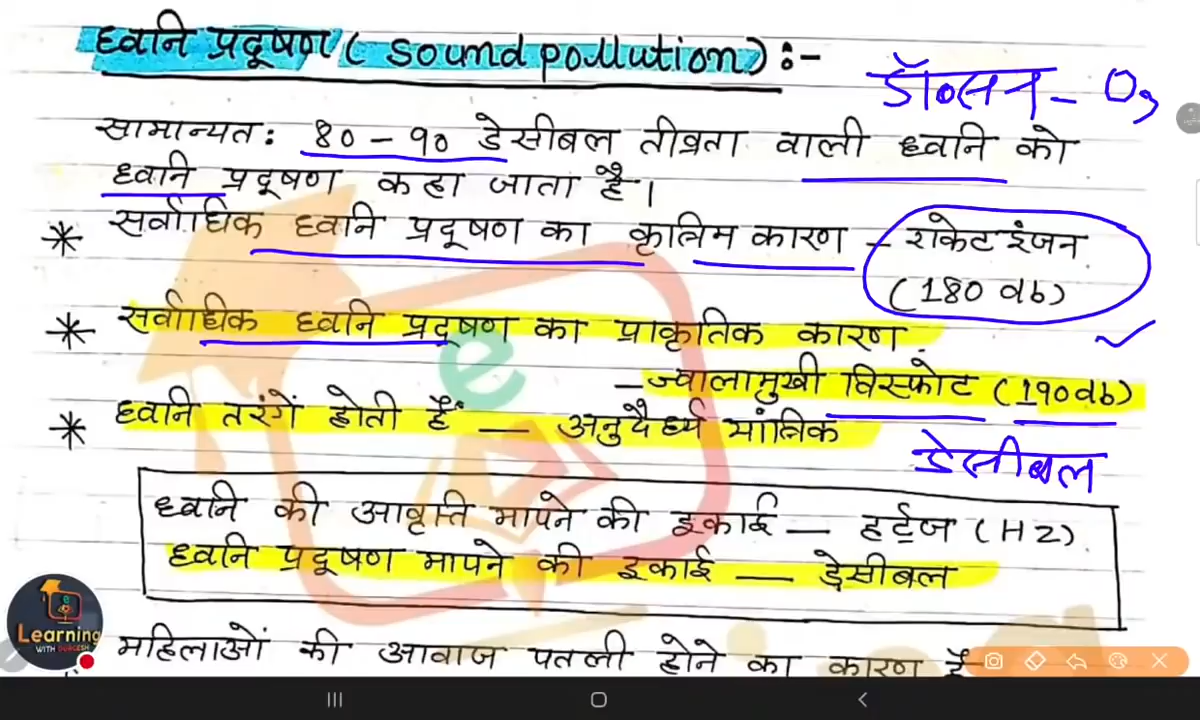 ध्वनि प्रदूषण ( Sound pollution) :-
डॉब्सन - O3
सामान्यत: 80 - 90 डेसीबल तीव्रता वाली ध्वनि को
ध्वनि प्रदूषण कहा जाता है।
* सर्वाधिक ध्वनि प्रदूषण का कृत्रिम कारण - राकेट इंजन
(180 db)
* सर्वाधिक ध्वनि प्रदूषण का प्राकृतिक कारण
- ज्वालामुखी विस्फोट (190 db)
* ध्वनि तरंगें होती हैं — अनुदैर्ध्य यांत्रिक
डेसीबल
ध्वनि की आवृत्ति मापने की इकाई — हर्ट्ज (HZ)
ध्वनि प्रदूषण मापने की इकाई — डेसीबल
e
Learning
महिलाओं की आवाज पतली होने का कारण है